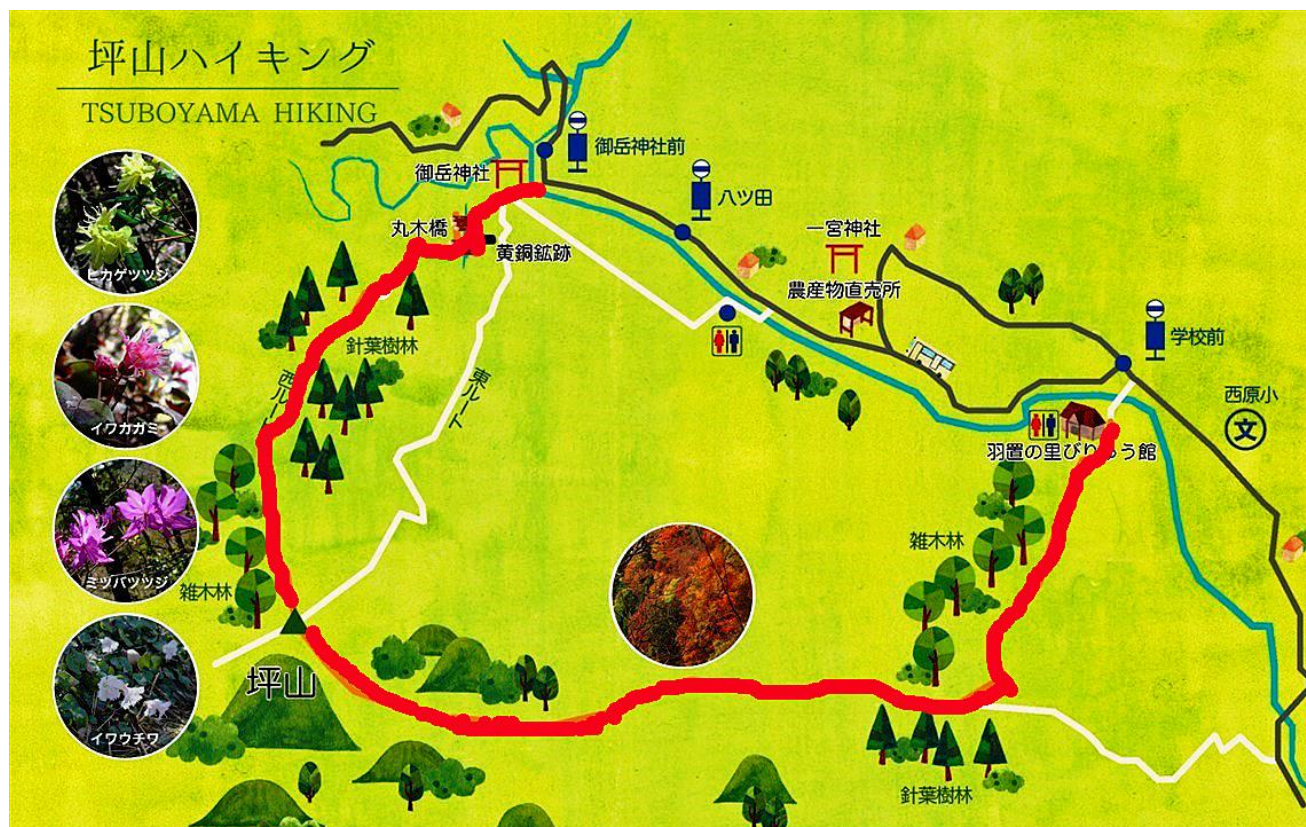 坪山ハイキング
TSUBOYAMA HIKING
御岳神社前
御岳神社
八ツ田
丸木橋
黄銅鉱跡
一宮神社
農産物直売所
学校前
ヒカゲツツジ
針葉樹林
西ルート
東ルート
西原小
文
イワカガミ
羽置の里びりゅう館
雑木林
ミツバツツジ
雑木林
坪山
イワウチワ
針葉樹林